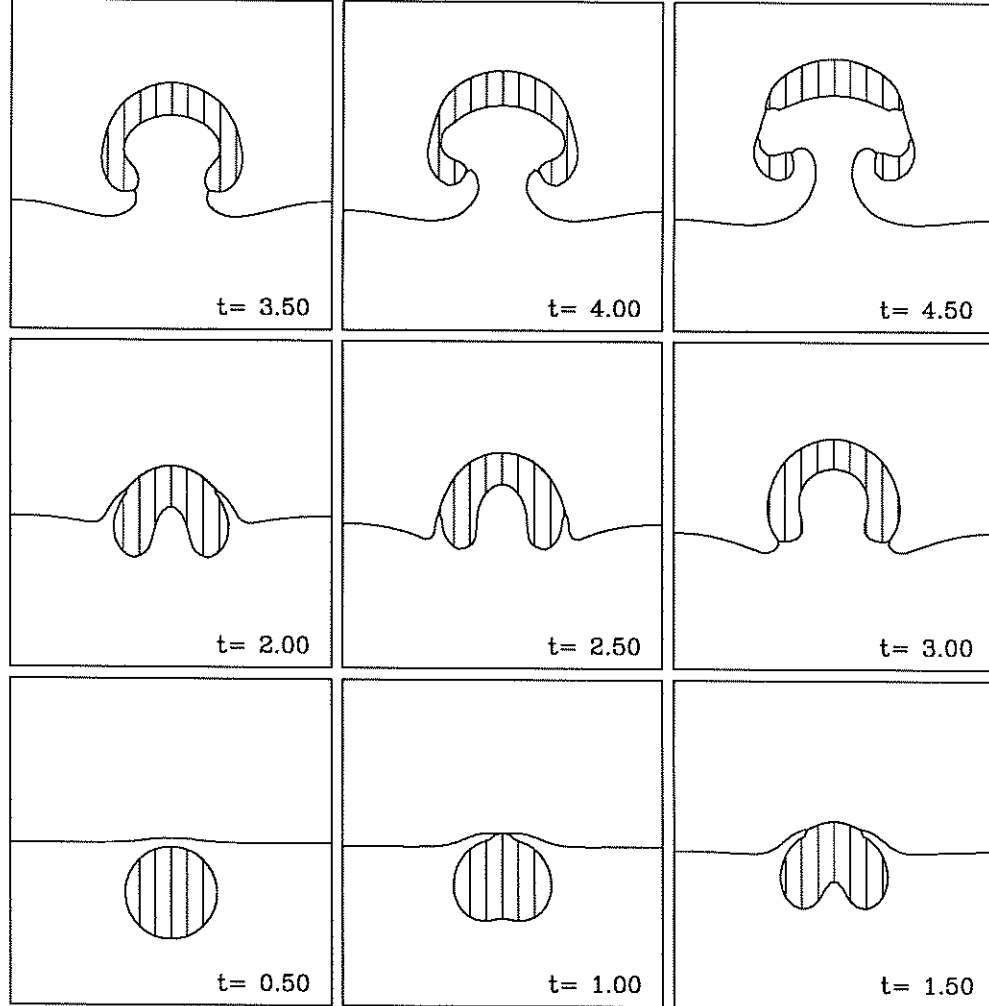 t= 3.50
t= 4.00
t= 4.50
t= 2.00
t= 2.50
t= 3.00
t= 0.50
t= 1.00
t= 1.50